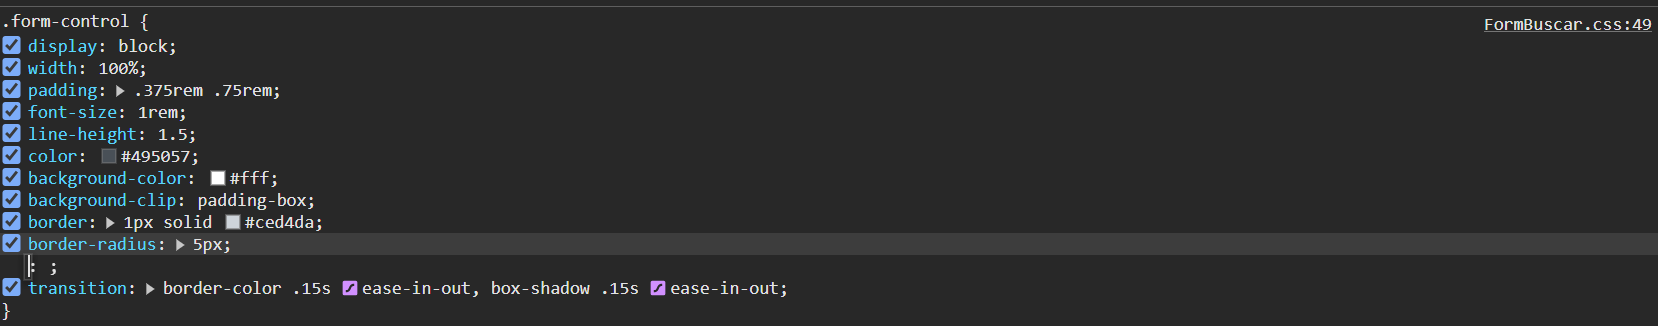 .form-control {
FormBuscar.css:49
display: block;
width: 100%;
padding: .375rem .75rem;
font-size: 1rem;
line-height: 1.5;
color: #495057;
background-color: #fff;
background-clip: padding-box;
border: 1px solid #ced4da;
border-radius: 5px;
: ;
transition: border-color .15s ease-in-out, box-shadow .15s ease-in-out;
}